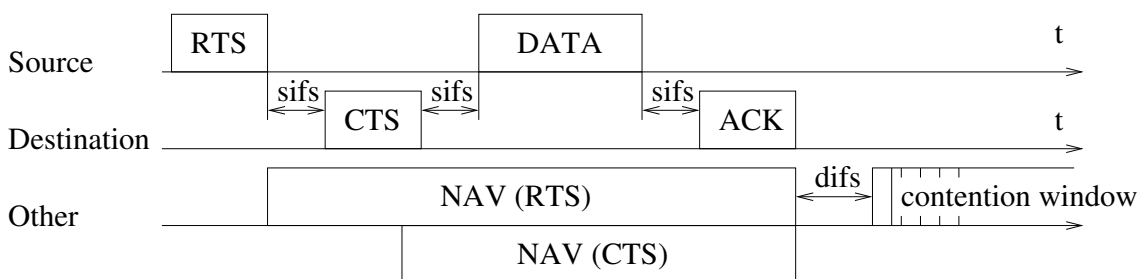 RTS DATA t
Source
sifs sifs sifs
CTS ACK t
Destination
NAV (RTS) difs contention window
Other
NAV (CTS)